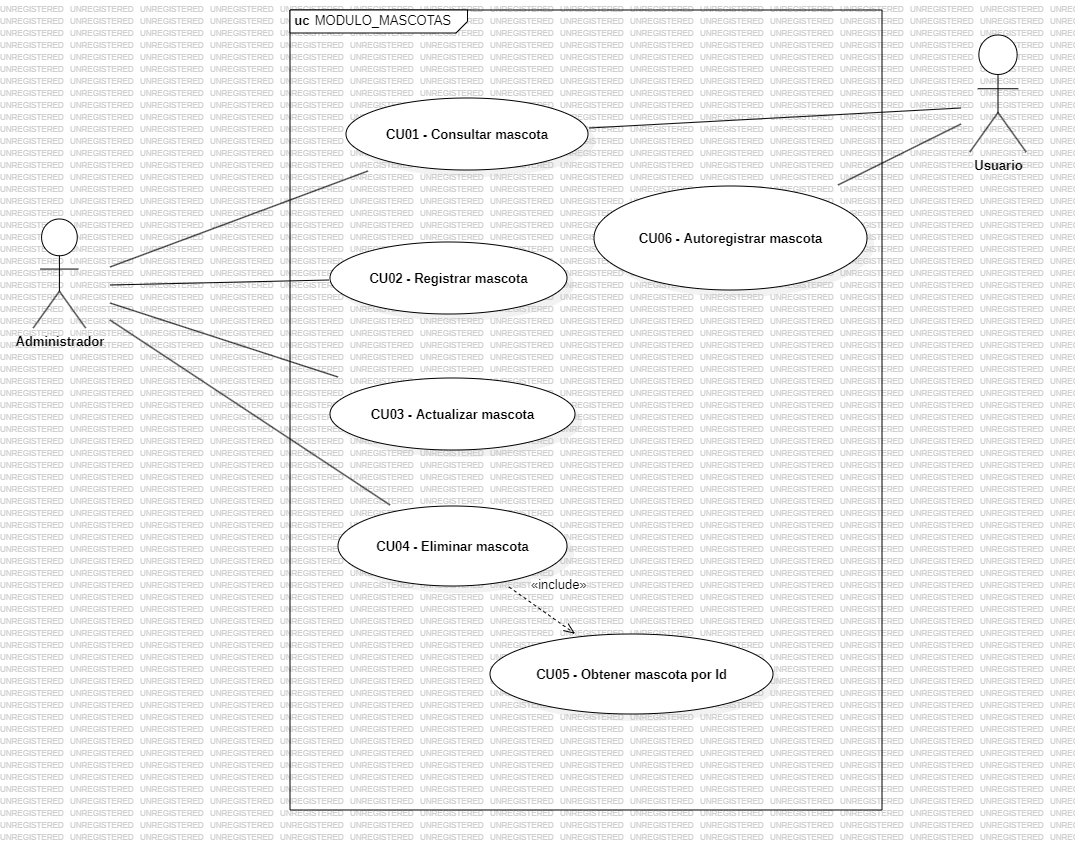 uc MODULO_MASCOTAS
CU01 - Consultar mascota
Usuario
CU06 - Autoregistrar mascota
CU02 - Registrar mascota
Administrador
CU03 - Actualizar mascota
CU04 - Eliminar mascota
«include»
CU05 - Obtener mascota por Id
UNREGISTERED